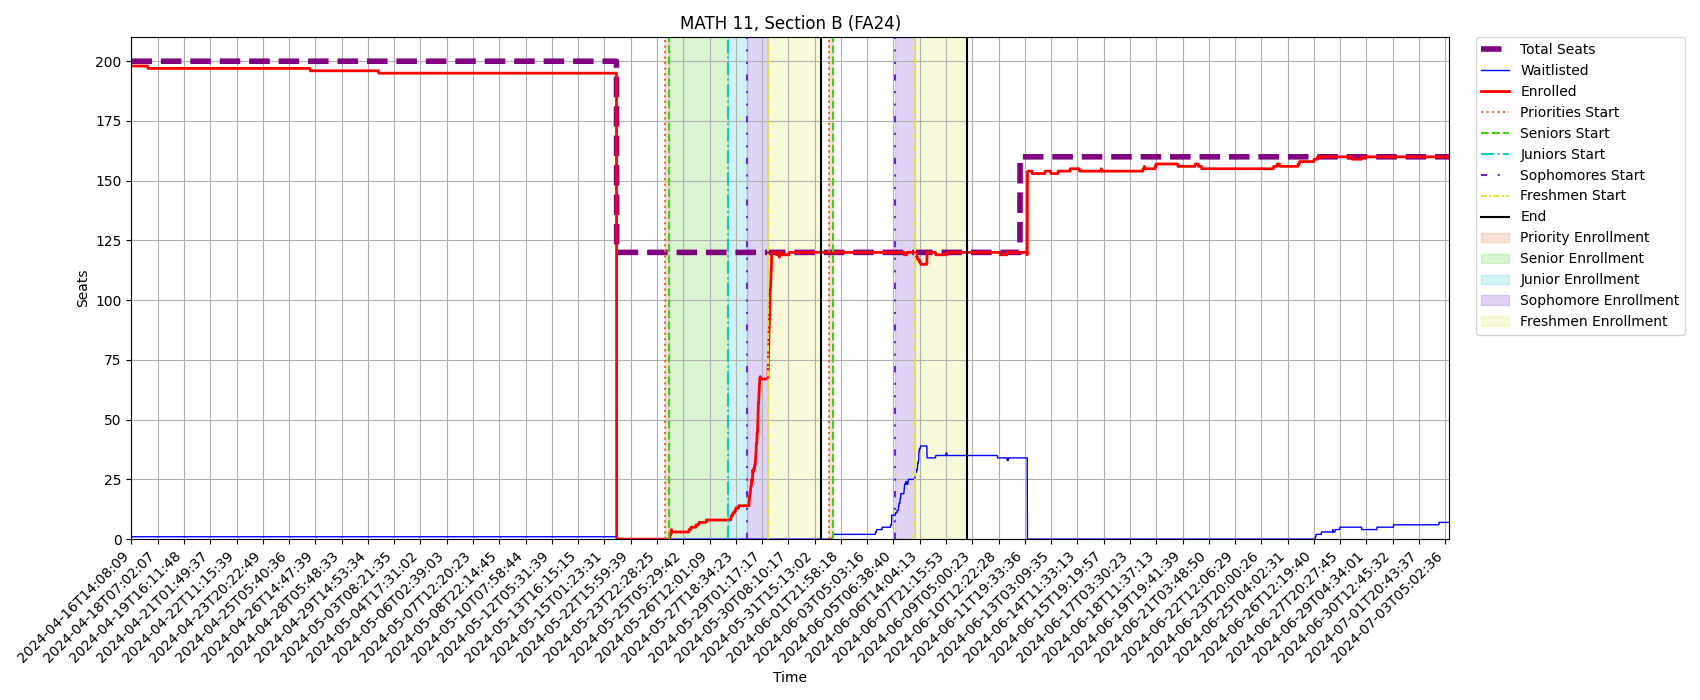 MATH 11, Section B (FA24)
Seats
200
175
150
125
100
75
50
25
0
2024-04-16T14:08:09
2024-04-18T07:02:07
2024-04-19T16:11:48
2024-04-21T01:49:37
2024-04-22T11:15:39
2024-04-23T20:22:49
2024-04-25T05:40:36
2024-04-26T14:47:39
2024-04-28T05:48:33
2024-04-29T14:53:34
2024-05-03T08:21:35
2024-05-04T17:31:02
2024-05-06T02:39:03
2024-05-07T12:20:23
2024-05-08T22:14:45
2024-05-10T07:58:44
2024-05-12T05:31:39
2024-05-13T16:15:15
2024-05-15T01:23:31
2024-05-22T15:59:39
2024-05-23T22:28:25
2024-05-25T05:29:42
2024-05-26T12:01:09
2024-05-27T18:34:23
2024-05-29T01:17:17
2024-05-30T08:10:17
2024-05-31T15:13:02
2024-06-01T21:58:18
2024-06-03T05:03:16
2024-06-05T06:38:40
2024-06-06T14:04:13
2024-06-07T21:15:53
2024-06-09T05:00:23
2024-06-10T12:22:28
2024-06-11T19:33:36
2024-06-13T03:09:35
2024-06-14T11:33:13
2024-06-15T19:19:57
2024-06-17T03:30:23
2024-06-18T11:37:13
2024-06-19T19:41:39
2024-06-21T03:48:50
2024-06-22T12:06:29
2024-06-23T20:00:26
2024-06-25T04:02:31
2024-06-26T12:19:40
2024-06-27T20:27:45
2024-06-29T04:34:01
2024-06-30T12:45:32
2024-07-01T20:43:37
2024-07-03T05:02:36
Time
Total Seats
Waitlisted
Enrolled
Priorities Start
Seniors Start
Juniors Start
Sophomores Start
Freshmen Start
End
Priority Enrollment
Senior Enrollment
Junior Enrollment
Sophomore Enrollment
Freshmen Enrollment